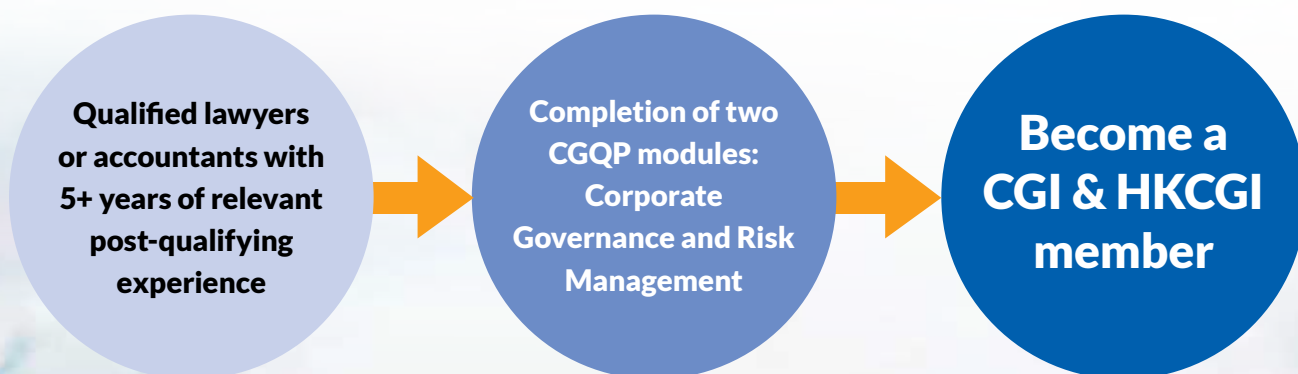 Qualified lawyers
or accountants with
5+ years of relevant
post-qualifying
experience
Completion of two
CGQP modules:
Corporate
Governance and Risk
Management
Become a
CGI & HKCGI
member